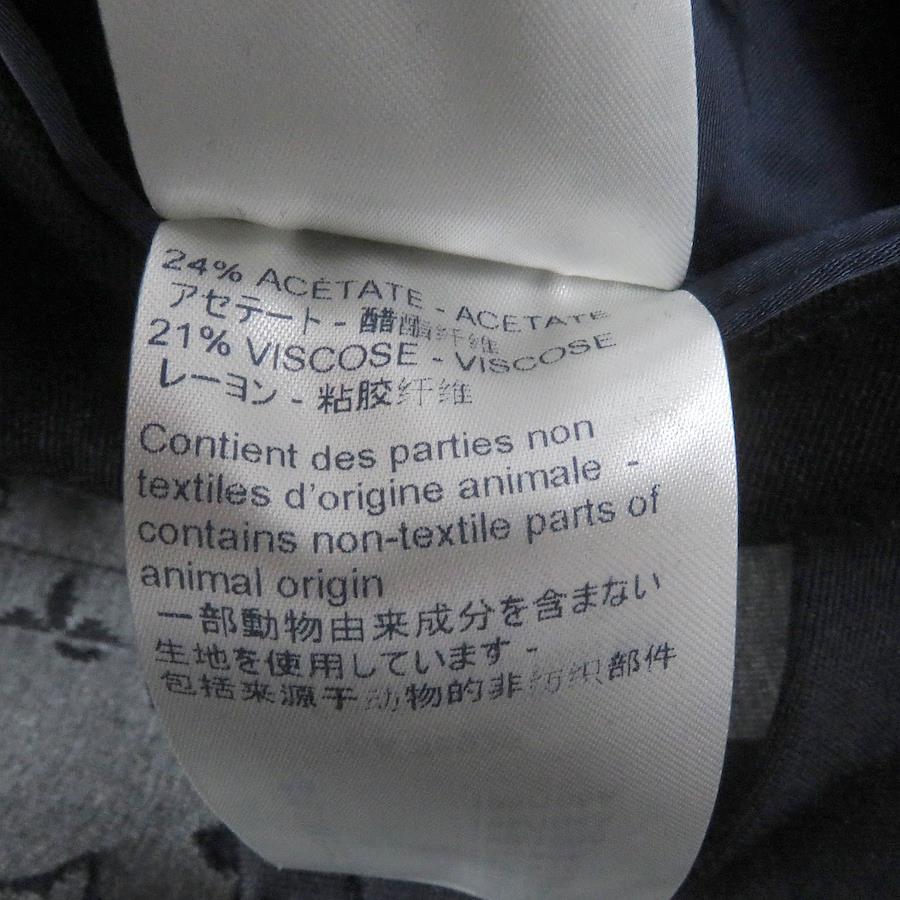 24% ACÉTATE - ACETATE
アセテート - 醋酯纤维
21% VISCOSE - VISCOSE
レーヨン - 粘胶纤维
Contient des parties non
textiles d'origine animale -
contains non-textile parts of
animal origin
一部動物由来成分を含まない
生地を使用しています -
包括来源于动物的非纺织部件